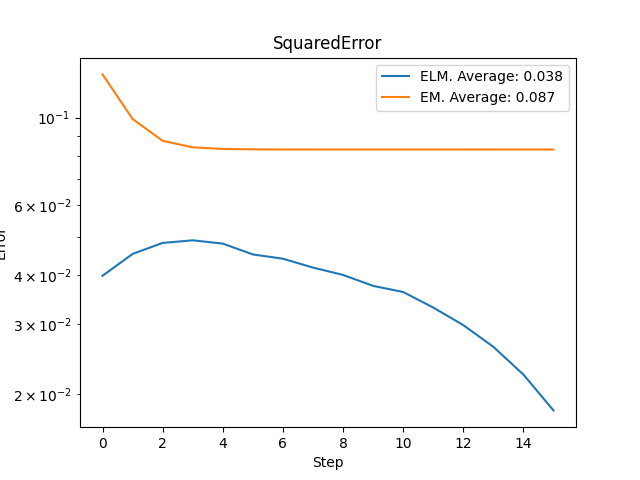 SquaredError
ELM. Average: 0.038
EM. Average: 0.087
10⁻¹
6 × 10⁻²
4 × 10⁻²
3 × 10⁻²
2 × 10⁻²
Error
0 2 4 6 8 10 12 14
Step